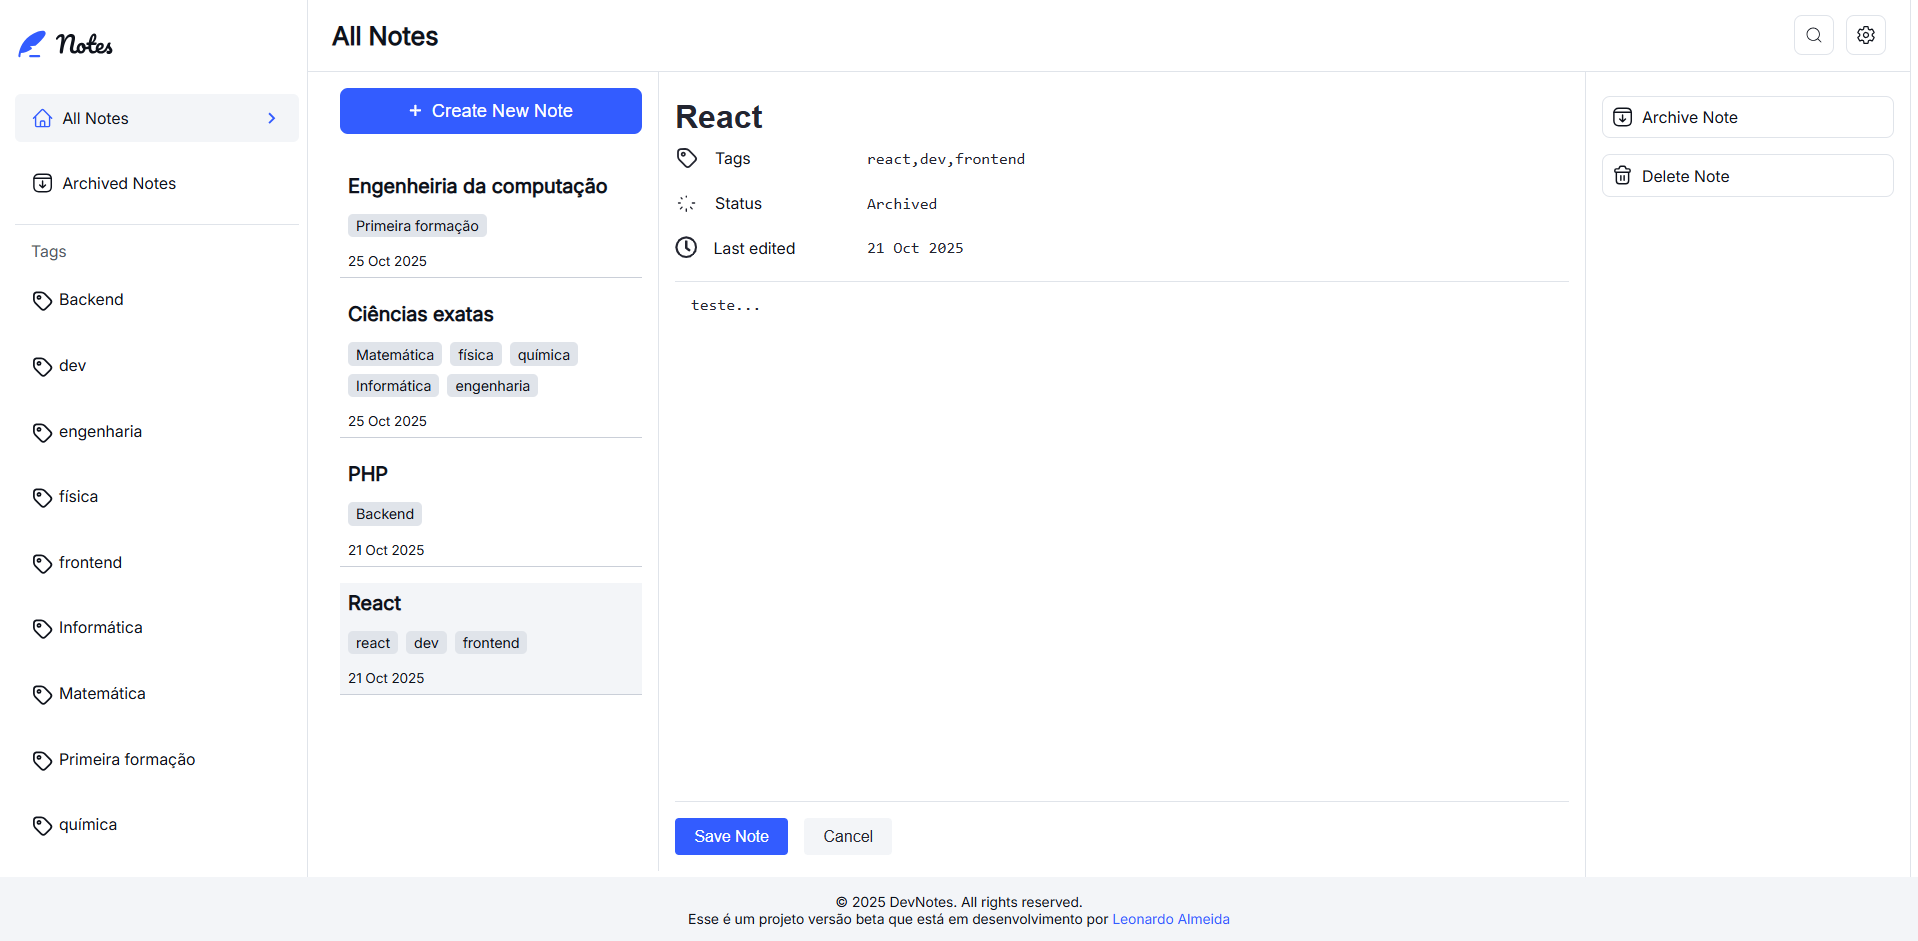 Notes
All Notes
Archived Notes
Tags
Backend
dev
engenharia
física
frontend
Informática
Matemática
Primeira formação
química
All Notes
+ Create New Note
Engenheiria da computação
Primeira formação
25 Oct 2025
Ciências exatas
Matemática física química
Informática engenharia
25 Oct 2025
PHP
Backend
21 Oct 2025
React
react dev frontend
21 Oct 2025
React
Tags react,dev,frontend
Status Archived
Last edited 21 Oct 2025
teste...
Save Note Cancel
Archive Note
Delete Note
© 2025 DevNotes. All rights reserved.
Esse é um projeto versão beta que está em desenvolvimento por Leonardo Almeida